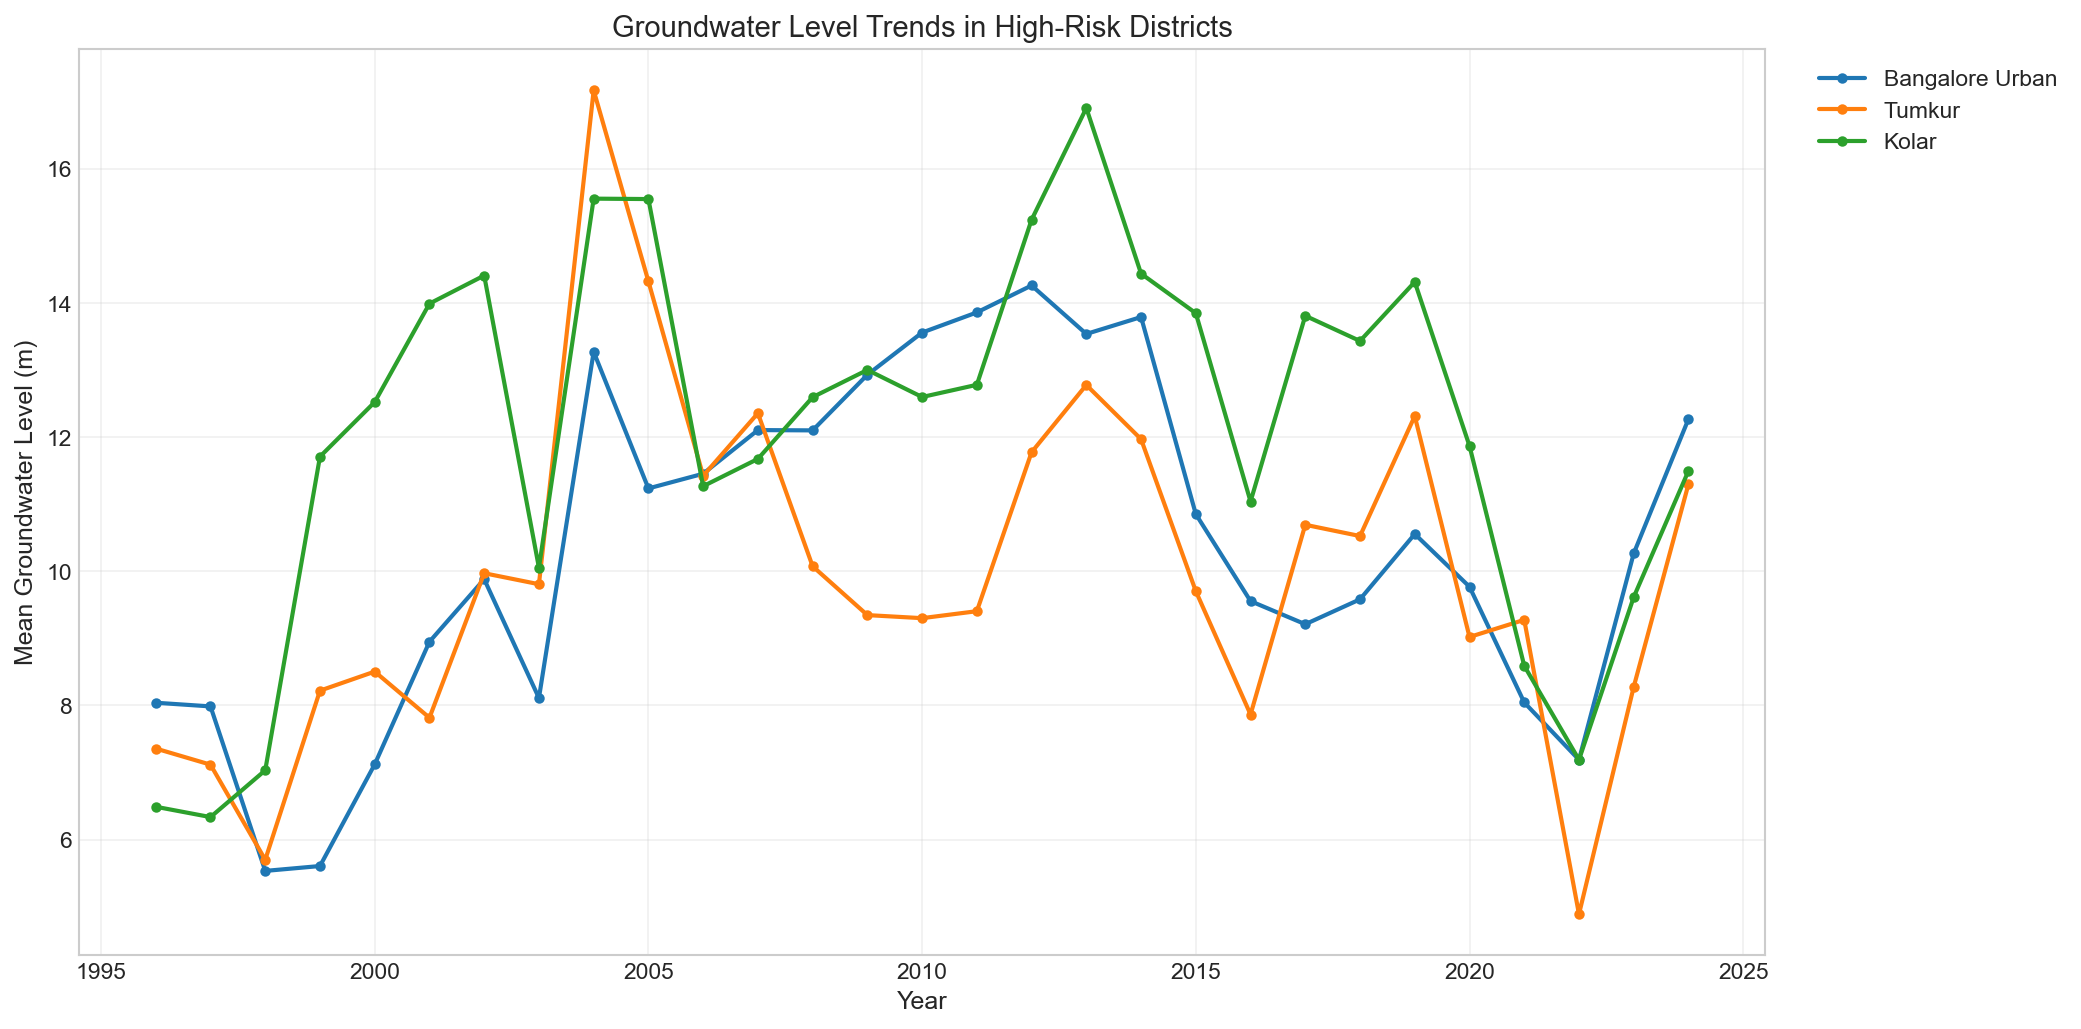 Groundwater Level Trends in High-Risk Districts
Bangalore Urban
Tumkur
Kolar
Mean Groundwater Level (m)
16
14
12
10
8
6
1995
2000
2005
2010
2015
2020
2025
Year